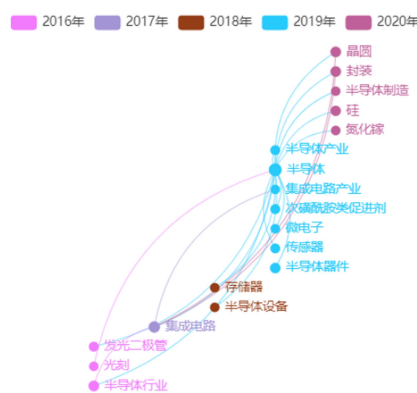 2016年 2017年 2018年 2019年 2020年
晶圆
封装
半导体制造
硅
氮化镓
半导体产业
半导体
集成电路产业
次磺酰胺类促进剂
微电子
传感器
半导体器件
存储器
半导体设备
集成电路
发光二极管
光刻
半导体行业